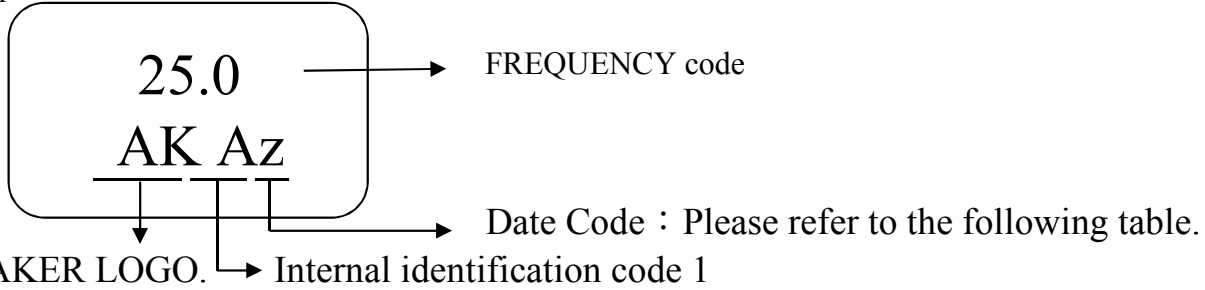 25.0
FREQUENCY code
AK Az
Date Code：Please refer to the following table.
AKER LOGO.
Internal identification code 1